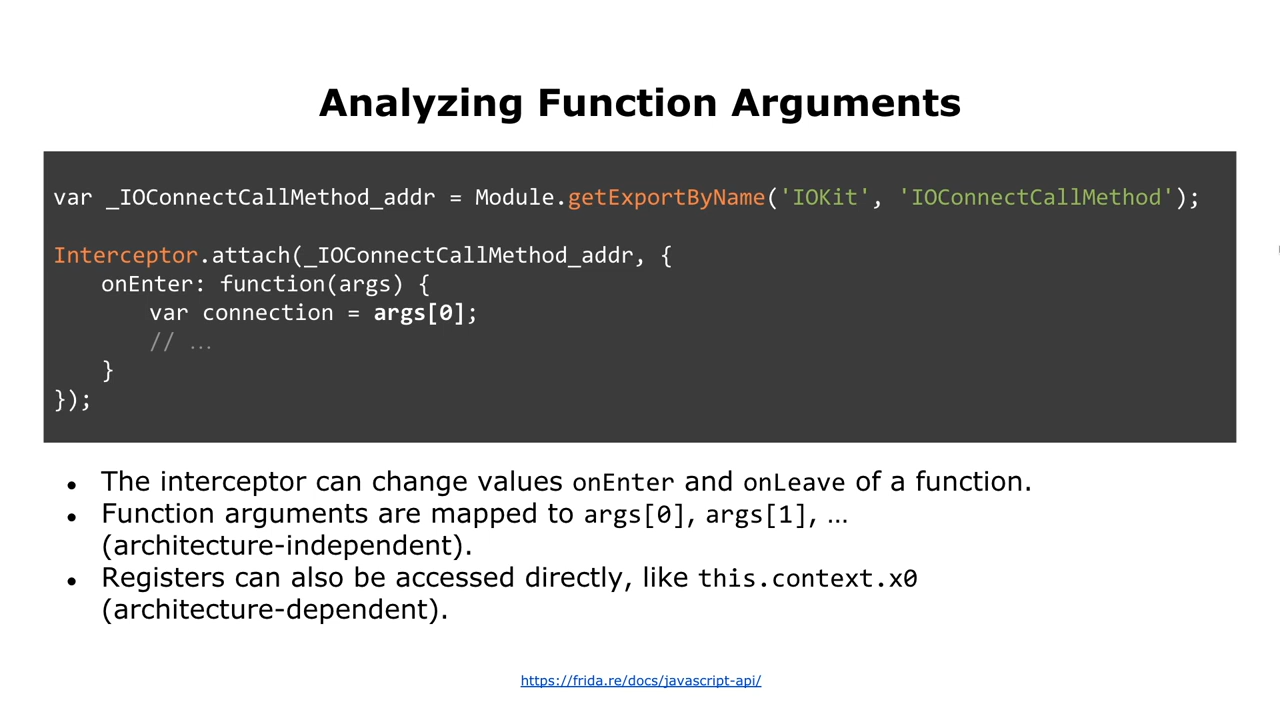 Analyzing Function Arguments
var _IOConnectCallMethod_addr = Module.getExportByName('IOKit', 'IOConnectCallMethod');
Interceptor.attach(_IOConnectCallMethod_addr, {
onEnter: function(args) {
var connection = args[0];
// …
}
});
● The interceptor can change values onEnter and onLeave of a function.
● Function arguments are mapped to args[0], args[1], …
(architecture-independent).
● Registers can also be accessed directly, like this.context.x0
(architecture-dependent).
https://frida.re/docs/javascript-api/